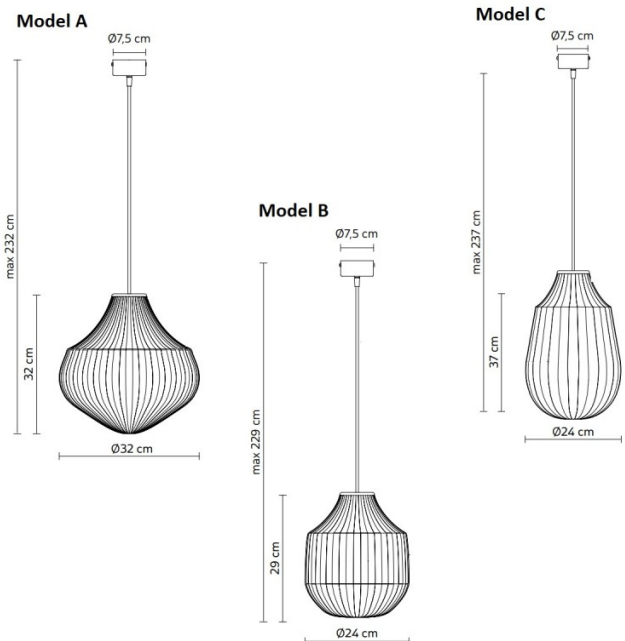 Model A
Ø7,5 cm
max 232 cm
32 cm
Ø32 cm
Model B
Ø7,5 cm
max 229 cm
29 cm
Ø24 cm
Model C
Ø7,5 cm
max 237 cm
37 cm
Ø24 cm